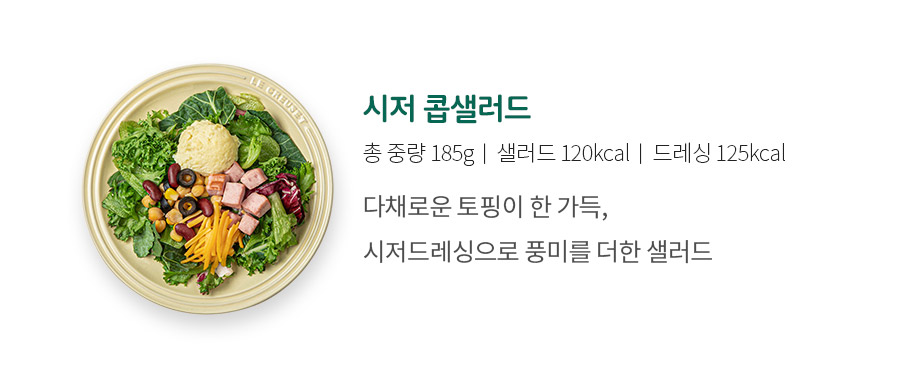 LE CREUSET
시저 콥샐러드
총 중량 185g | 샐러드 120kcal | 드레싱 125kcal
다채로운 토핑이 한 가득,
시저드레싱으로 풍미를 더한 샐러드